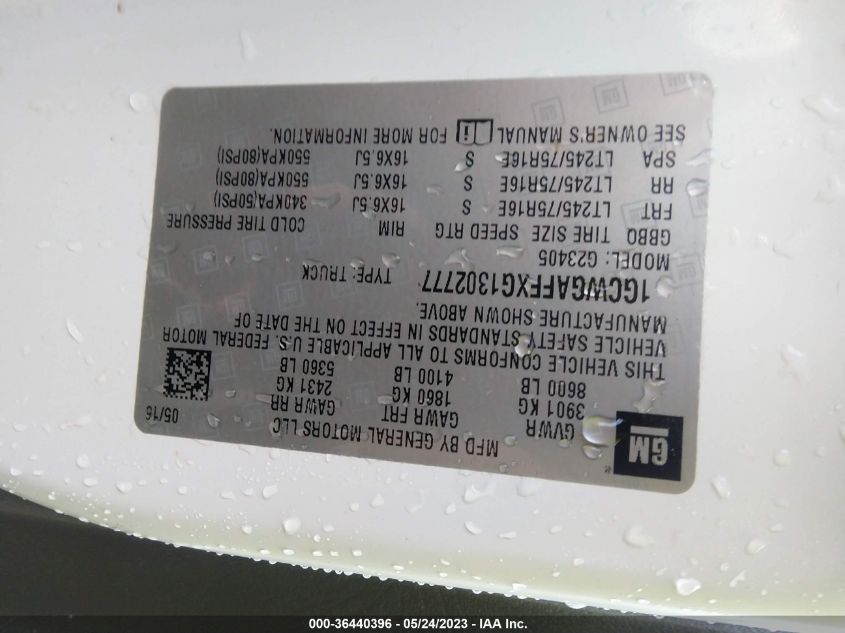 GM
MFD BY GENERAL MOTORS LLC
05/16
GVWR GAWR FRT GAWR RR
3901 KG 1860 KG 2431 KG
8600 LB 4100 LB 5360 LB
THIS VEHICLE CONFORMS TO ALL APPLICABLE U.S. FEDERAL MOTOR
VEHICLE SAFETY STANDARDS IN EFFECT ON THE DATE OF
MANUFACTURE SHOWN ABOVE.
1GCWGAFFXG1302777 TYPE: TRUCK
MODEL: G23405
GBBO TIRE SIZE SPEED RTG RIM COLD TIRE PRESSURE
FRT LT245/75R16E S 16X6.5J 340KPA(50PSI)
RR LT245/75R16E S 16X6.5J 550KPA(80PSI)
SPA LT245/75R16E S 16X6.5J 550KPA(80PSI)
SEE OWNER'S MANUAL FOR MORE INFORMATION.
000-36440396 - 05/24/2023 - IAA Inc.